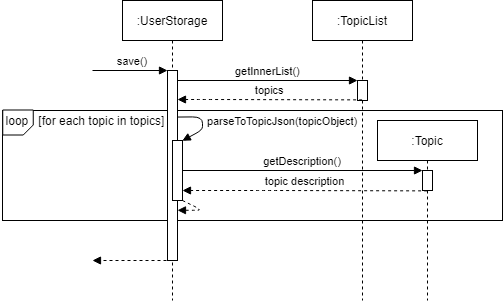 :UserStorage
:TopicList
save()
getInnerList()
topics
loop
[for each topic in topics]
parseToTopicJson(topicObject)
:Topic
getDescription()
topic description